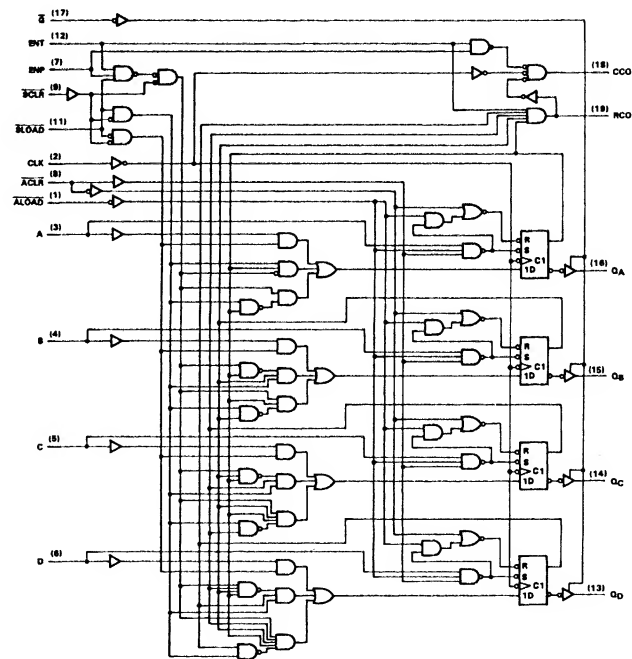 G (17)
ENT (12)
ENP (7)
SCLR (9)
SLOAD (11)
CLK (2)
ACLR (8)
ALOAD (1)
A (3)
B (4)
C (5)
D (6)
(18) CCO
(19) RCO
R
S
C1
1D
(16) QA
R
S
C1
1D
(15) QB
R
S
C1
1D
(14) QC
R
S
C1
1D
(13) QD